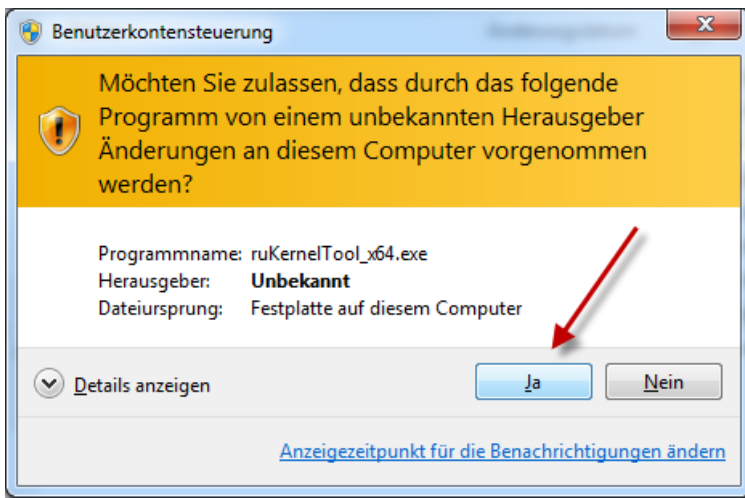 Benutzerkontensteuerung
Möchten Sie zulassen, dass durch das folgende
Programm von einem unbekannten Herausgeber
Änderungen an diesem Computer vorgenommen
werden?
Programmname: ruKernelTool_x64.exe
Herausgeber: Unbekannt
Dateiursprung: Festplatte auf diesem Computer
Details anzeigen
Ja
Nein
Anzeigezeitpunkt für die Benachrichtigungen ändern